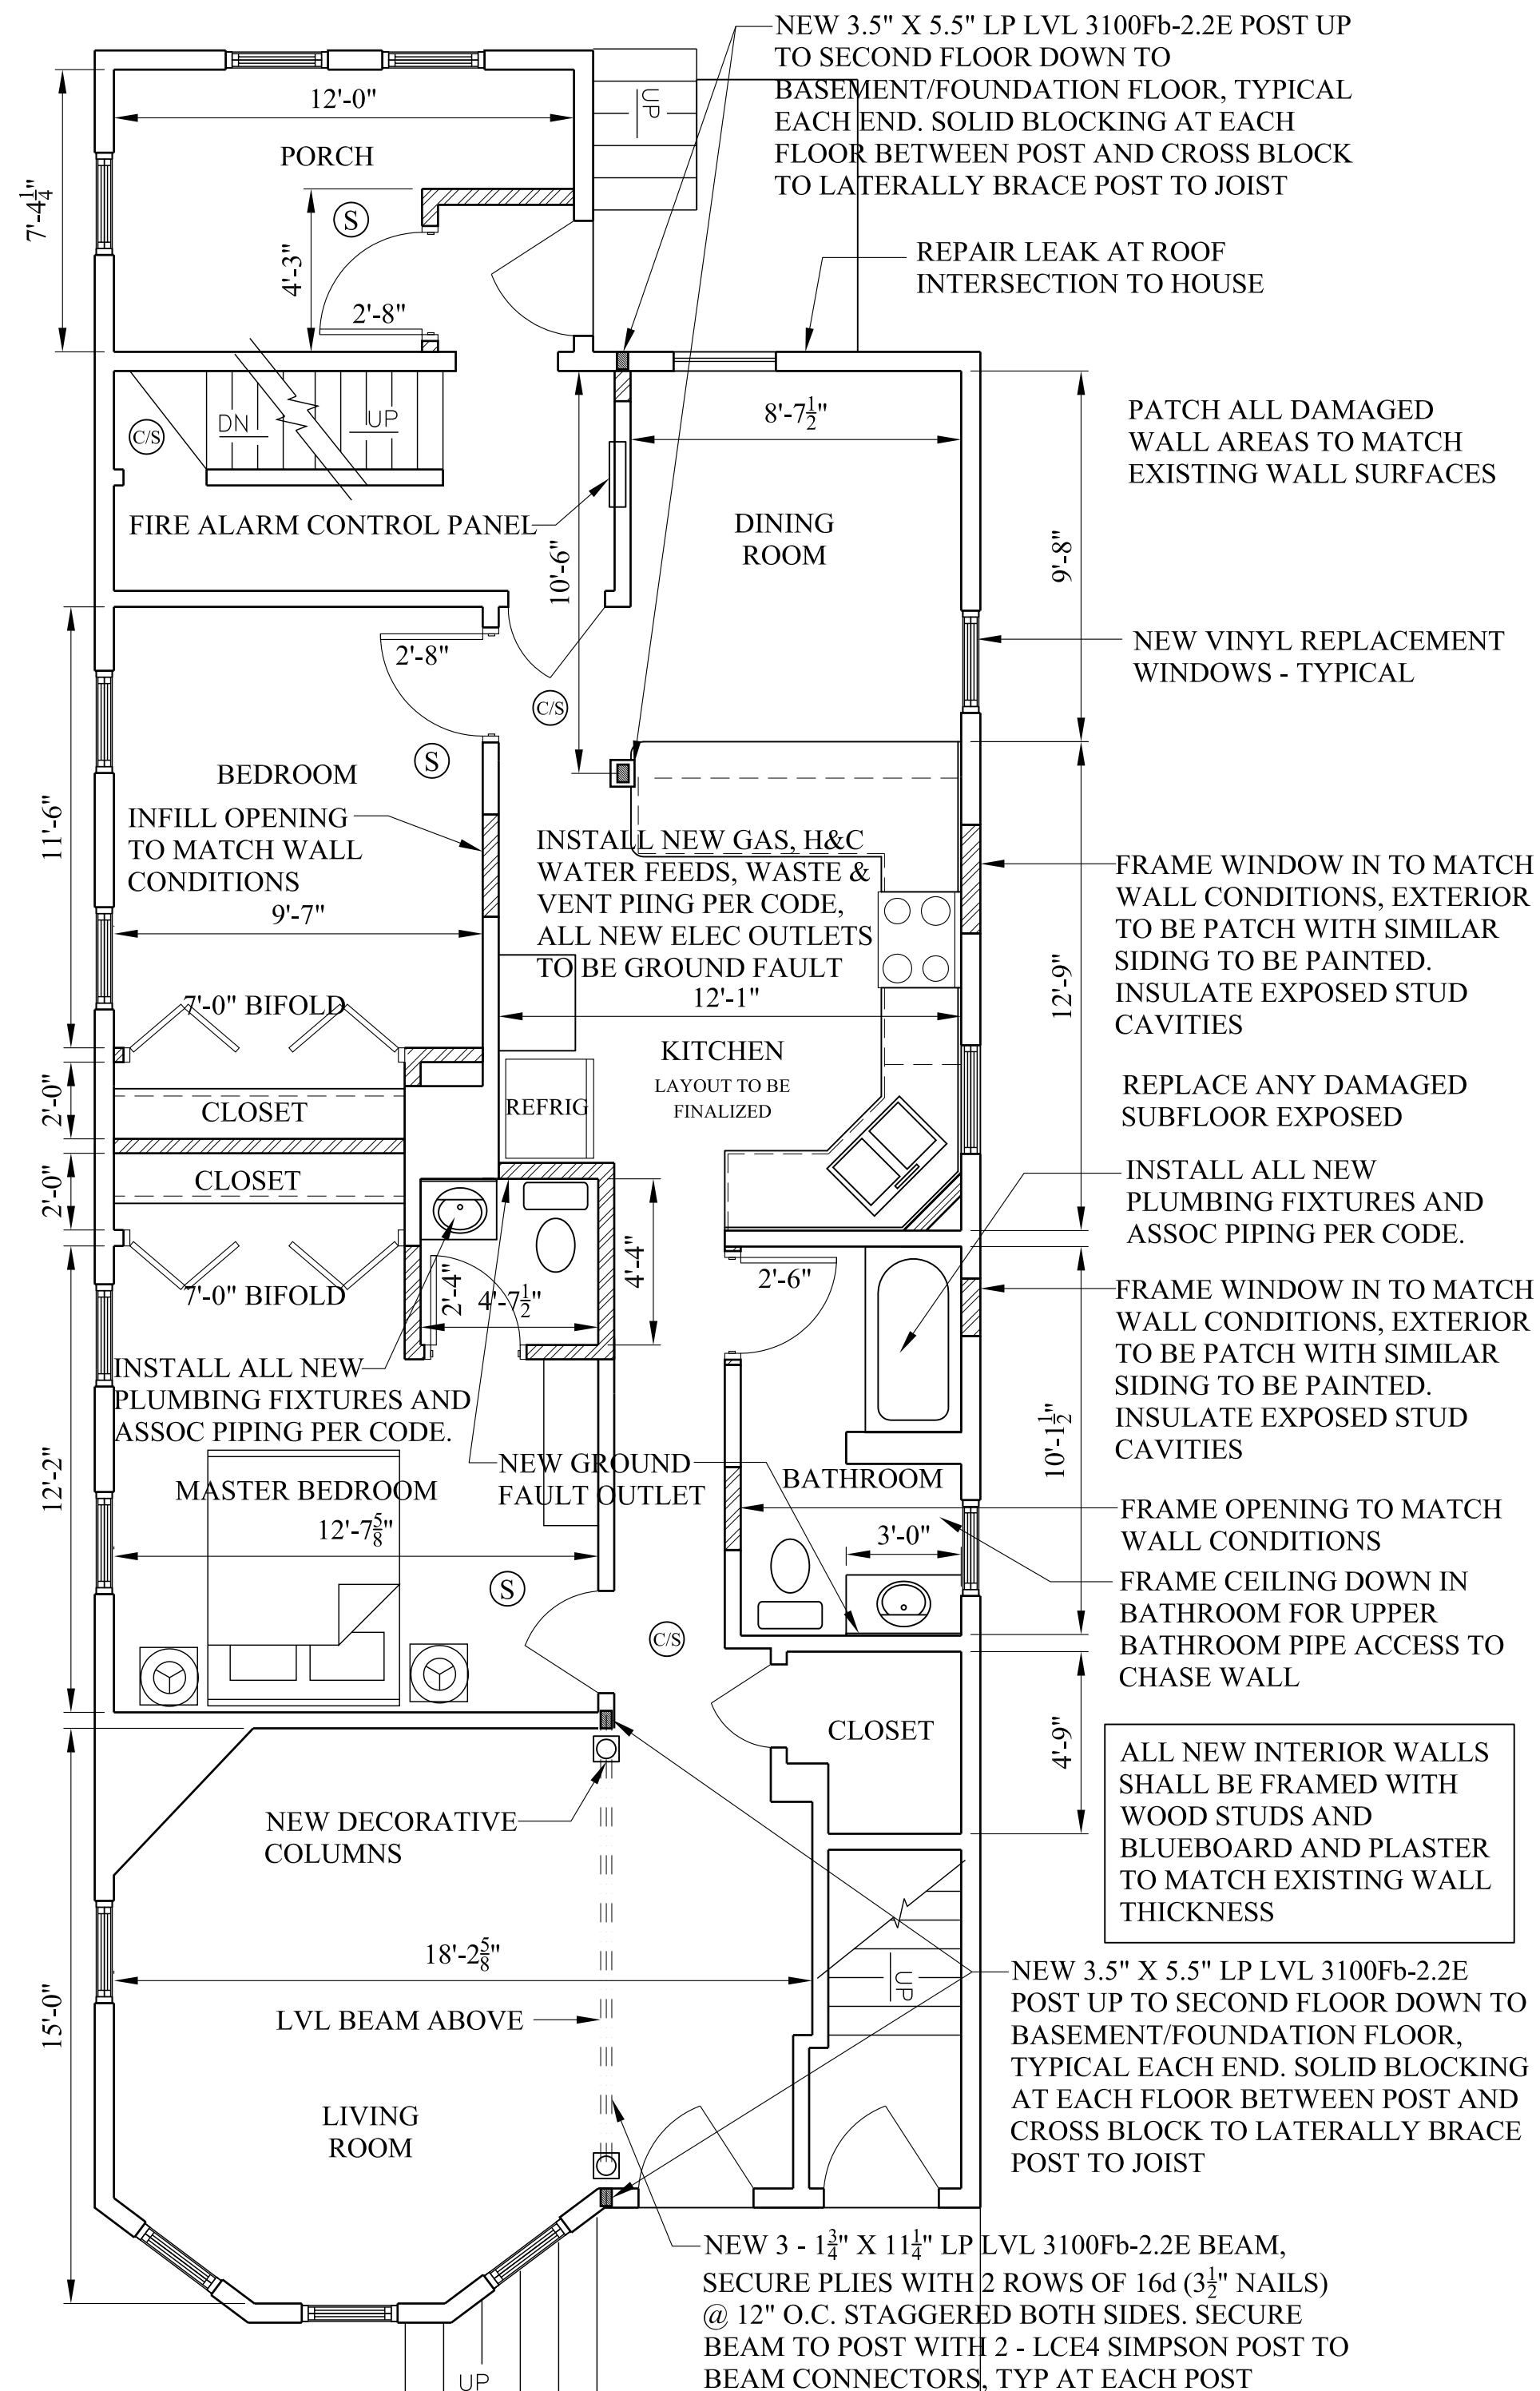 NEW 3.5" X 5.5" LP LVL 3100Fb-2.2E POST UP
TO SECOND FLOOR DOWN TO
BASEMENT/FOUNDATION FLOOR, TYPICAL
EACH END. SOLID BLOCKING AT EACH
FLOOR BETWEEN POST AND CROSS BLOCK
TO LATERALLY BRACE POST TO JOIST
12'-0"
UP
PORCH
7'-4 1/4"
S
4'-3"
2'-8"
REPAIR LEAK AT ROOF
INTERSECTION TO HOUSE
C/S
DN
UP
8'-7 1/2"
PATCH ALL DAMAGED
WALL AREAS TO MATCH
EXISTING WALL SURFACES
FIRE ALARM CONTROL PANEL
DINING
ROOM
10'-6"
9'-8"
2'-8"
NEW VINYL REPLACEMENT
WINDOWS - TYPICAL
C/S
S
BEDROOM
11'-6"
INFILL OPENING
TO MATCH WALL
CONDITIONS
9'-7"
INSTALL NEW GAS, H&C
WATER FEEDS, WASTE &
VENT PIING PER CODE,
ALL NEW ELEC OUTLETS
TO BE GROUND FAULT
12'-1"
FRAME WINDOW IN TO MATCH
WALL CONDITIONS, EXTERIOR
TO BE PATCH WITH SIMILAR
SIDING TO BE PAINTED.
INSULATE EXPOSED STUD
CAVITIES
12'-9"
7'-0" BIFOLD
KITCHEN
LAYOUT TO BE
FINALIZED
2'-0"
CLOSET
REFRIG
REPLACE ANY DAMAGED
SUBFLOOR EXPOSED
2'-0"
CLOSET
INSTALL ALL NEW
PLUMBING FIXTURES AND
ASSOC PIPING PER CODE.
7'-0" BIFOLD
2'-4"
4'-7 1/2"
4'-4"
2'-6"
FRAME WINDOW IN TO MATCH
WALL CONDITIONS, EXTERIOR
TO BE PATCH WITH SIMILAR
SIDING TO BE PAINTED.
INSULATE EXPOSED STUD
CAVITIES
INSTALL ALL NEW
PLUMBING FIXTURES AND
ASSOC PIPING PER CODE.
10'-1 1/2"
12'-2"
NEW GROUND
FAULT OUTLET
BATHROOM
MASTER BEDROOM
12'-7 5/8"
3'-0"
FRAME OPENING TO MATCH
WALL CONDITIONS
S
FRAME CEILING DOWN IN
BATHROOM FOR UPPER
BATHROOM PIPE ACCESS TO
CHASE WALL
C/S
CLOSET
4'-9"
ALL NEW INTERIOR WALLS
SHALL BE FRAMED WITH
WOOD STUDS AND
BLUEBOARD AND PLASTER
TO MATCH EXISTING WALL
THICKNESS
NEW DECORATIVE
COLUMNS
18'-2 5/8"
15'-0"
LVL BEAM ABOVE
UP
NEW 3.5" X 5.5" LP LVL 3100Fb-2.2E
POST UP TO SECOND FLOOR DOWN TO
BASEMENT/FOUNDATION FLOOR,
TYPICAL EACH END. SOLID BLOCKING
AT EACH FLOOR BETWEEN POST AND
CROSS BLOCK TO LATERALLY BRACE
POST TO JOIST
LIVING
ROOM
NEW 3 - 1 3/4" X 11 1/4" LP LVL 3100Fb-2.2E BEAM,
SECURE PLIES WITH 2 ROWS OF 16d (3 1/2" NAILS)
@ 12" O.C. STAGGERED BOTH SIDES. SECURE
BEAM TO POST WITH 2 - LCE4 SIMPSON POST TO
BEAM CONNECTORS, TYP AT EACH POST
UP